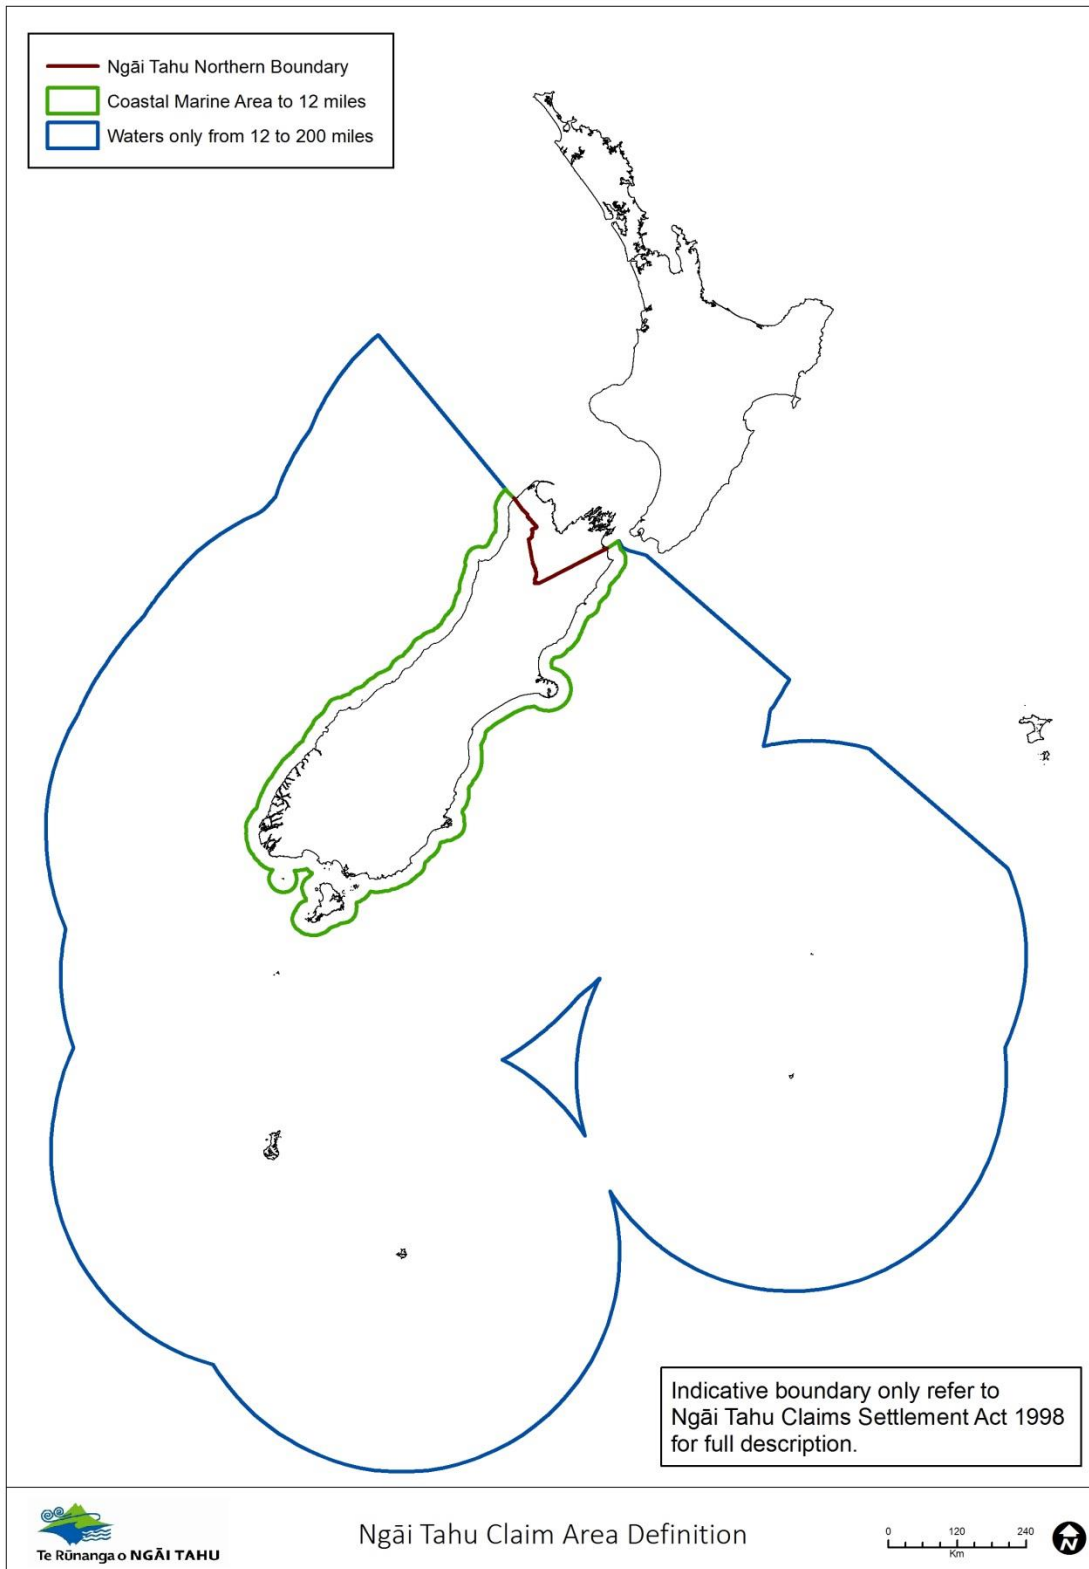 Ngāi Tahu Northern Boundary
Coastal Marine Area to 12 miles
Waters only from 12 to 200 miles
Indicative boundary only refer to
Ngāi Tahu Claims Settlement Act 1998
for full description.
Te Rūnanga o NGĀI TAHU
Ngāi Tahu Claim Area Definition
0 120 240
Km
N